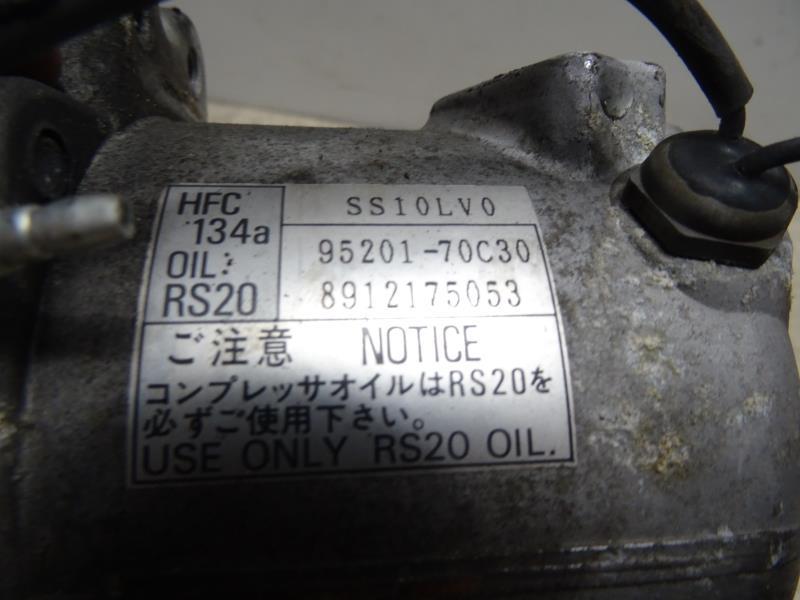 HFC
134a
OIL:
RS20
SS10LV0
95201-70C30
8912175053
ご注意 NOTICE
コンプレッサオイルはRS20を
必ずご使用下さい。
USE ONLY RS20 OIL.